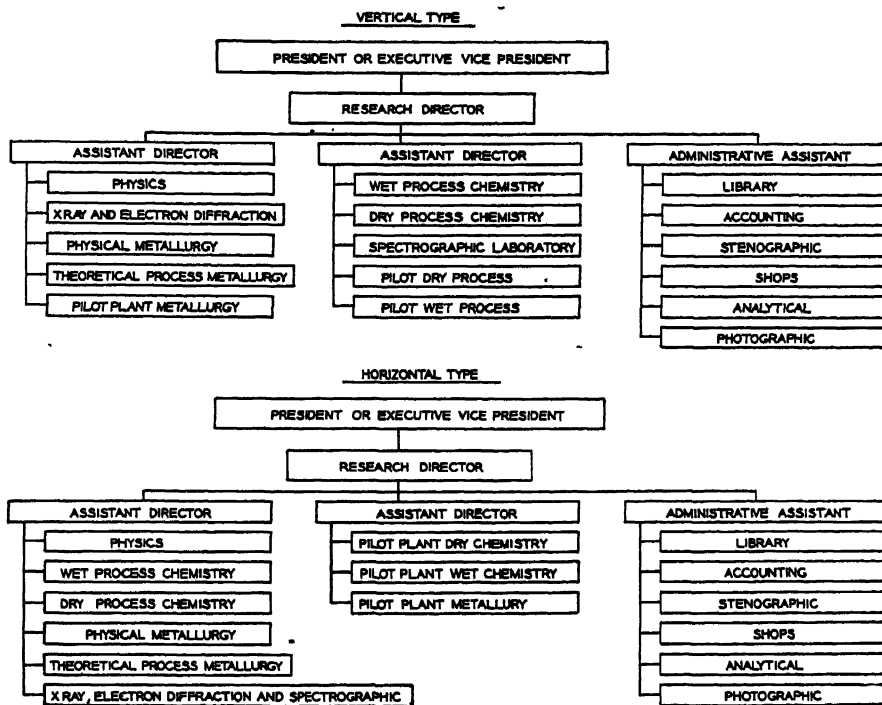 VERTICAL TYPE
PRESIDENT OR EXECUTIVE VICE PRESIDENT
RESEARCH DIRECTOR
ASSISTANT DIRECTOR
PHYSICS
XRAY AND ELECTRON DIFFRACTION
PHYSICAL METALLURGY
THEORETICAL PROCESS METALLURGY
PILOT PLANT METALLURGY
ASSISTANT DIRECTOR
WET PROCESS CHEMISTRY
DRY PROCESS CHEMISTRY
SPECTROGRAPHIC LABORATORY
PILOT DRY PROCESS
PILOT WET PROCESS
ADMINISTRATIVE ASSISTANT
LIBRARY
ACCOUNTING
STENOGRAPHIC
SHOPS
ANALYTICAL
PHOTOGRAPHIC
HORIZONTAL TYPE
PRESIDENT OR EXECUTIVE VICE PRESIDENT
RESEARCH DIRECTOR
ASSISTANT DIRECTOR
PHYSICS
WET PROCESS CHEMISTRY
DRY PROCESS CHEMISTRY
PHYSICAL METALLURGY
THEORETICAL PROCESS METALLURGY
XRAY, ELECTRON DIFFRACTION AND SPECTROGRAPHIC
ASSISTANT DIRECTOR
PILOT PLANT DRY CHEMISTRY
PILOT PLANT WET CHEMISTRY
PILOT PLANT METALLURY
ADMINISTRATIVE ASSISTANT
LIBRARY
ACCOUNTING
STENOGRAPHIC
SHOPS
ANALYTICAL
PHOTOGRAPHIC